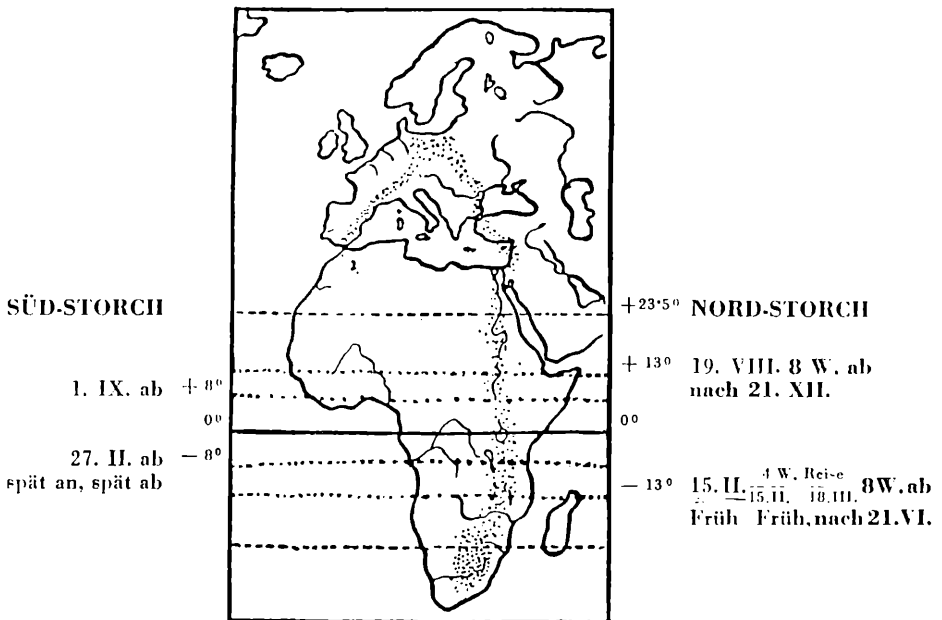 SÜD-STORCH
1. IX. ab + 8°
0°
27. II. ab – 8°
spät an, spät ab
+23·5° NORD-STORCH
+ 13° 19. VIII. 8 W. ab
nach 21. XII.
0°
4 W. Reise
– 13° 15. II. 15. II. 18. III. 8 W. ab
Früh Früh, nach 21. VI.